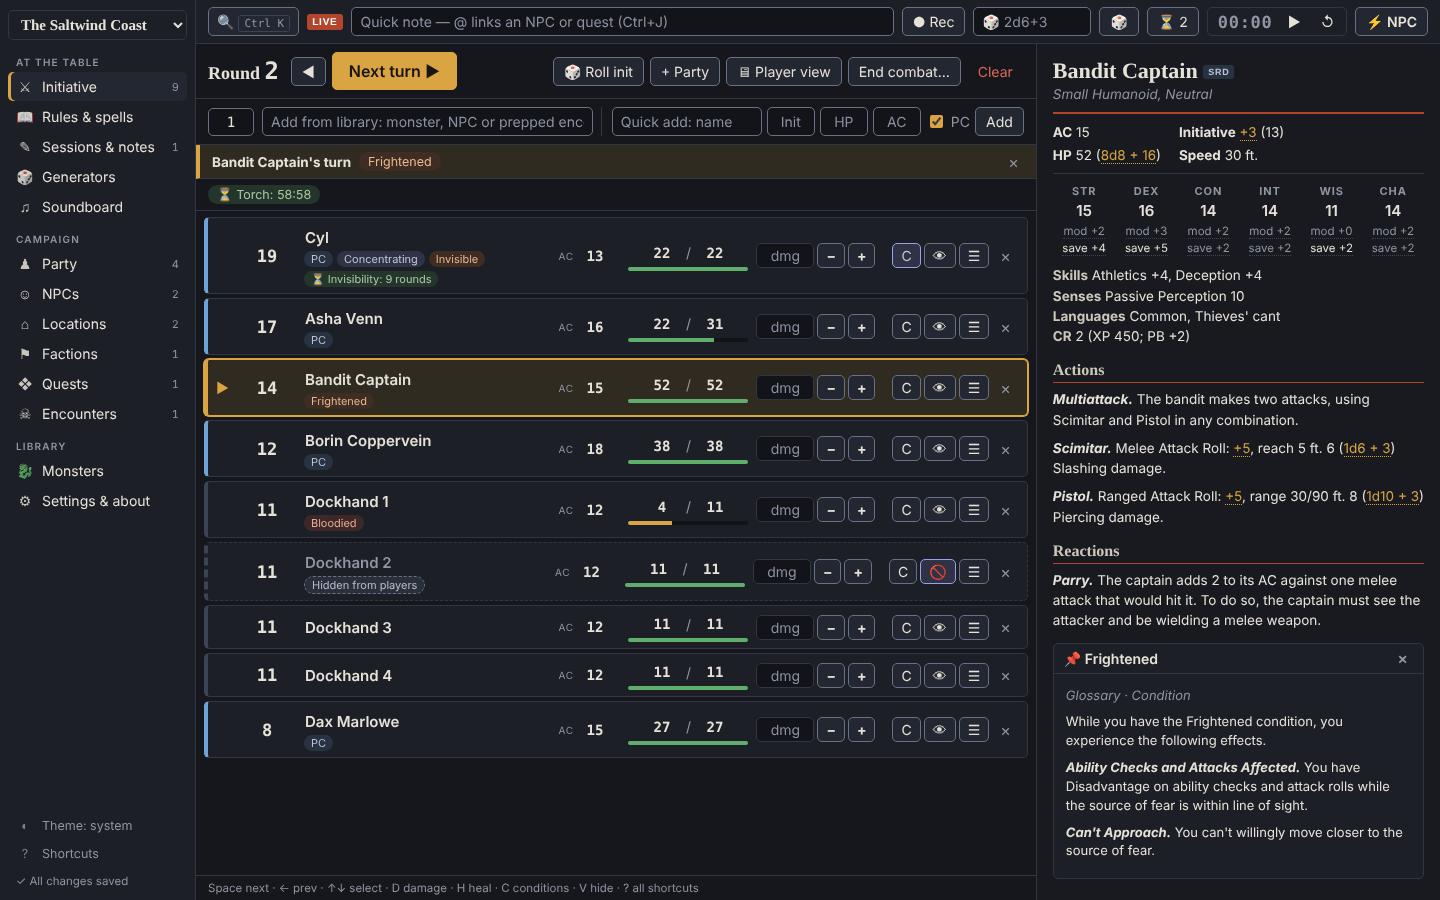 The Saltwind Coast
AT THE TABLE
Initiative 9
Rules & spells
Sessions & notes 1
Generators
Soundboard
CAMPAIGN
Party 4
NPCs 2
Locations 2
Factions 1
Quests 1
Encounters 1
LIBRARY
Monsters
Settings & about
Theme: system
? Shortcuts
✓ All changes saved
Ctrl K
LIVE
Quick note — @ links an NPC or quest (Ctrl+J)
Rec
2d6+3
2
00:00
NPC
Round 2
Next turn ▶
Roll init
+ Party
Player view
End combat...
Clear
1
Add from library: monster, NPC or prepped enc
Quick add: name
Init
HP
AC
PC
Add
Bandit Captain's turn Frightened ×
Torch: 58:58
19 Cyl AC 13 22 / 22 dmg − + C ×
PC Concentrating Invisible
Invisibility: 9 rounds
17 Asha Venn AC 16 22 / 31 dmg − + C ×
PC
14 Bandit Captain AC 15 52 / 52 dmg − + C ×
Frightened
12 Borin Coppervein AC 18 38 / 38 dmg − + C ×
PC
11 Dockhand 1 AC 12 4 / 11 dmg − + C ×
Bloodied
11 Dockhand 2 AC 12 11 / 11 dmg − + C ×
Hidden from players
11 Dockhand 3 AC 12 11 / 11 dmg − + C ×
11 Dockhand 4 AC 12 11 / 11 dmg − + C ×
8 Dax Marlowe AC 15 27 / 27 dmg − + C ×
PC
Space next · ← prev · ↑↓ select · D damage · H heal · C conditions · V hide · ? all shortcuts
Bandit Captain SRD
Small Humanoid, Neutral
AC 15 Initiative +3 (13)
HP 52 (8d8 + 16) Speed 30 ft.
STR DEX CON INT WIS CHA
15 16 14 14 11 14
mod +2 mod +3 mod +2 mod +2 mod +0 mod +2
save +4 save +5 save +2 save +2 save +2 save +2
Skills Athletics +4, Deception +4
Senses Passive Perception 10
Languages Common, Thieves' cant
CR 2 (XP 450; PB +2)
Actions
Multiattack. The bandit makes two attacks, using
Scimitar and Pistol in any combination.
Scimitar. Melee Attack Roll: +5, reach 5 ft. 6 (1d6 + 3)
Slashing damage.
Pistol. Ranged Attack Roll: +5, range 30/90 ft. 8 (1d10 + 3)
Piercing damage.
Reactions
Parry. The captain adds 2 to its AC against one melee
attack that would hit it. To do so, the captain must see the
attacker and be wielding a melee weapon.
Frightened ×
Glossary · Condition
While you have the Frightened condition, you
experience the following effects.
Ability Checks and Attacks Affected. You have
Disadvantage on ability checks and attack rolls while
the source of fear is within line of sight.
Can't Approach. You can't willingly move closer to the
source of fear.